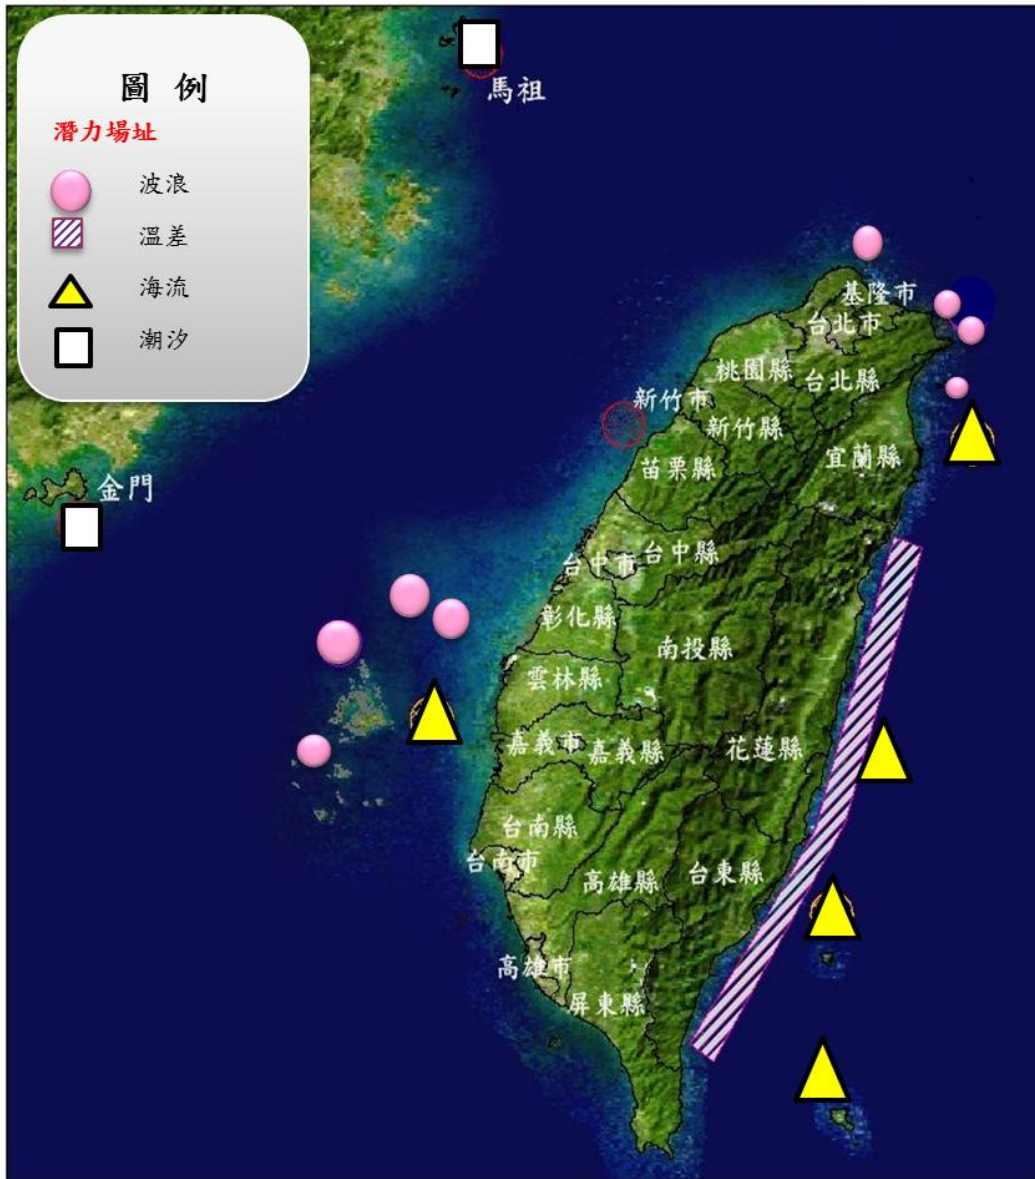 圖 例
潛力場址
波浪
溫差
海流
潮汐
馬祖
基隆市
台北市
桃園縣
台北縣
新竹市
新竹縣
宜蘭縣
苗栗縣
金門
台中縣
台中市
彰化縣
南投縣
雲林縣
嘉義市
嘉義縣
花蓮縣
台南縣
台南市
高雄縣
台東縣
高雄市
屏東縣